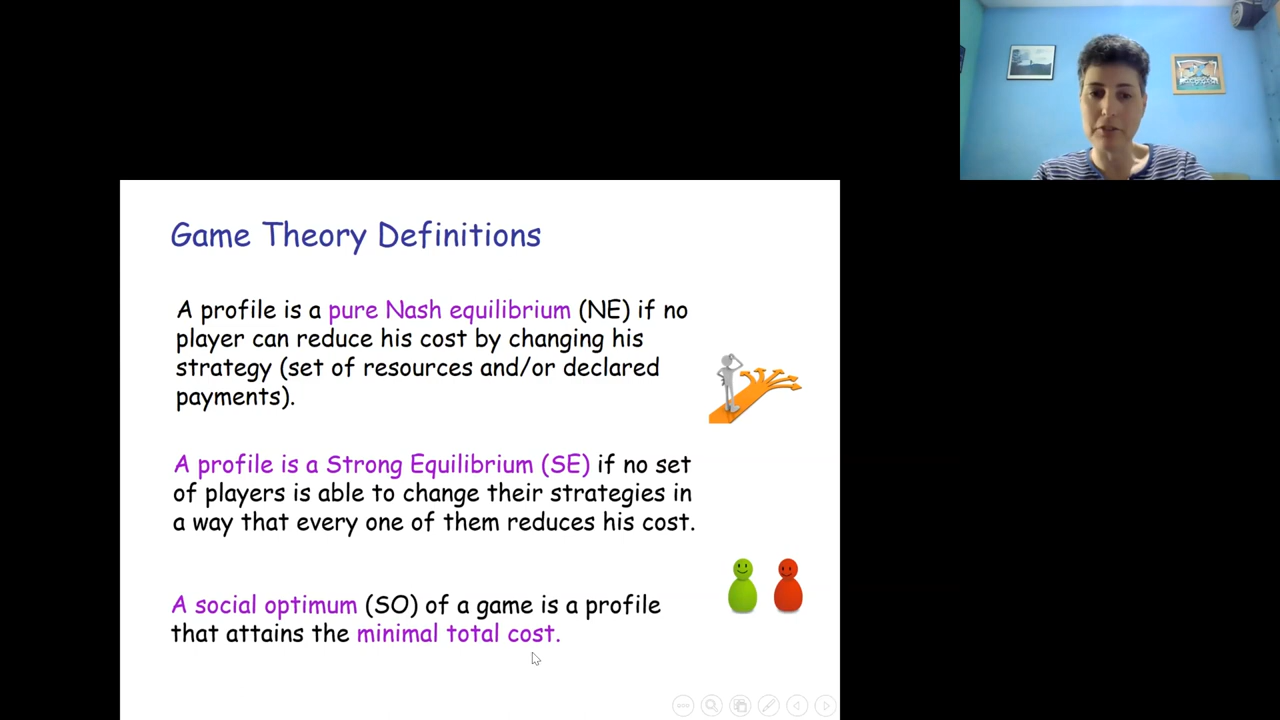 Game Theory Definitions
A profile is a pure Nash equilibrium (NE) if no
player can reduce his cost by changing his
strategy (set of resources and/or declared
payments).
A profile is a Strong Equilibrium (SE) if no set
of players is able to change their strategies in
a way that every one of them reduces his cost.
A social optimum (SO) of a game is a profile
that attains the minimal total cost.